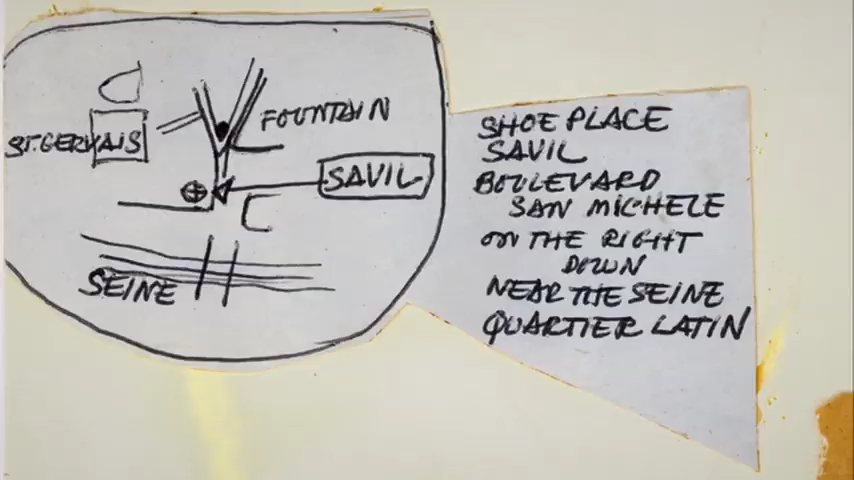 FOUNTAIN
ST. GERVAIS
SAVIL
SEINE
SHOE PLACE
SAVIL
BOULEVARD
SAN MICHELE
ON THE RIGHT
DOWN
NEAR THE SEINE
QUARTIER LATIN